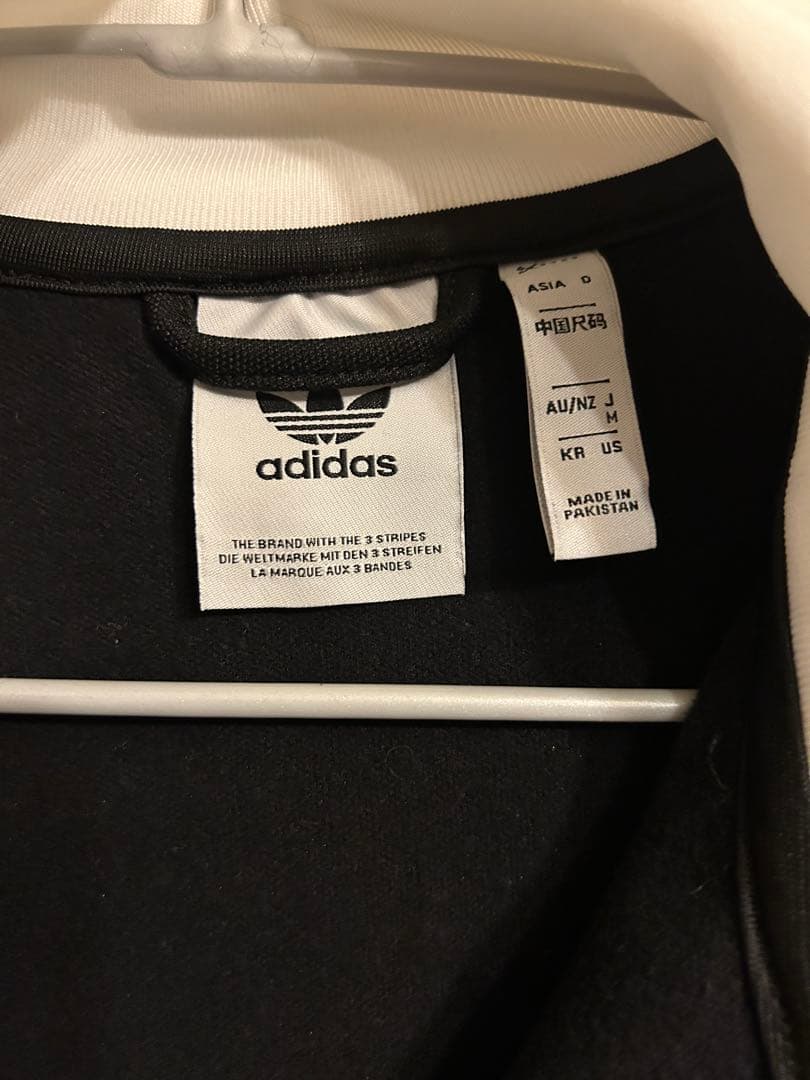 adidas
THE BRAND WITH THE 3 STRIPES
DIE WELTMARKE MIT DEN 3 STREIFEN
LA MARQUE AUX 3 BANDES
ASIA D
中国尺码
AU/NZ J
M
KR US
MADE IN
PAKISTAN